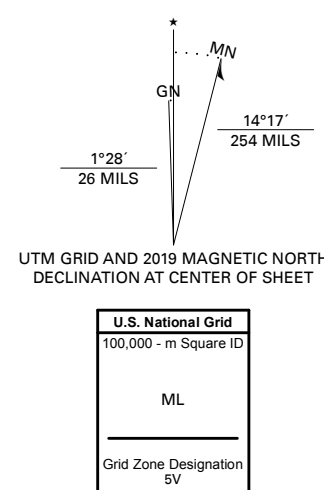 ★
MN
GN
14°17´
254 MILS
1°28´
26 MILS
UTM GRID AND 2019 MAGNETIC NORTH
DECLINATION AT CENTER OF SHEET
U.S. National Grid
100,000 - m Square ID
ML
Grid Zone Designation
5V